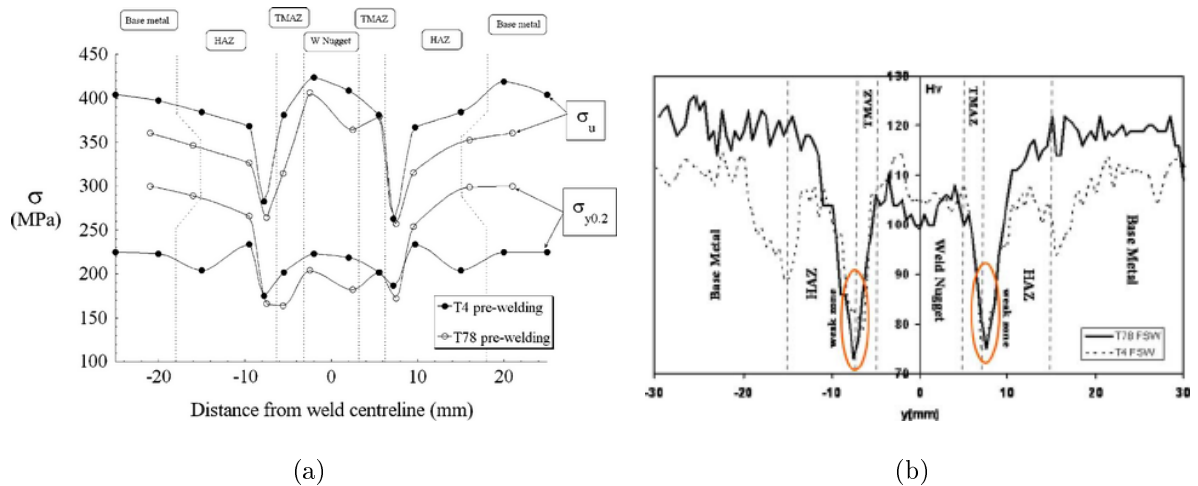 Base metal
HAZ
TMAZ
W Nugget
TMAZ
HAZ
Base metal
450
400
350
300
250
200
150
100
σ
(MPa)
σu
σy0.2
T4 pre-welding
T78 pre-welding
-20
-10
0
10
20
Distance from weld centreline (mm)
(a)
130
120
110
100
90
80
70
Hv
Base Metal
HAZ
weak zone
TMAZ
Weld Nugget
TMAZ
weak zone
HAZ
Base Metal
T78 FSW
T4 FSW
-30
-20
-10
0
10
20
30
y[mm]
(b)